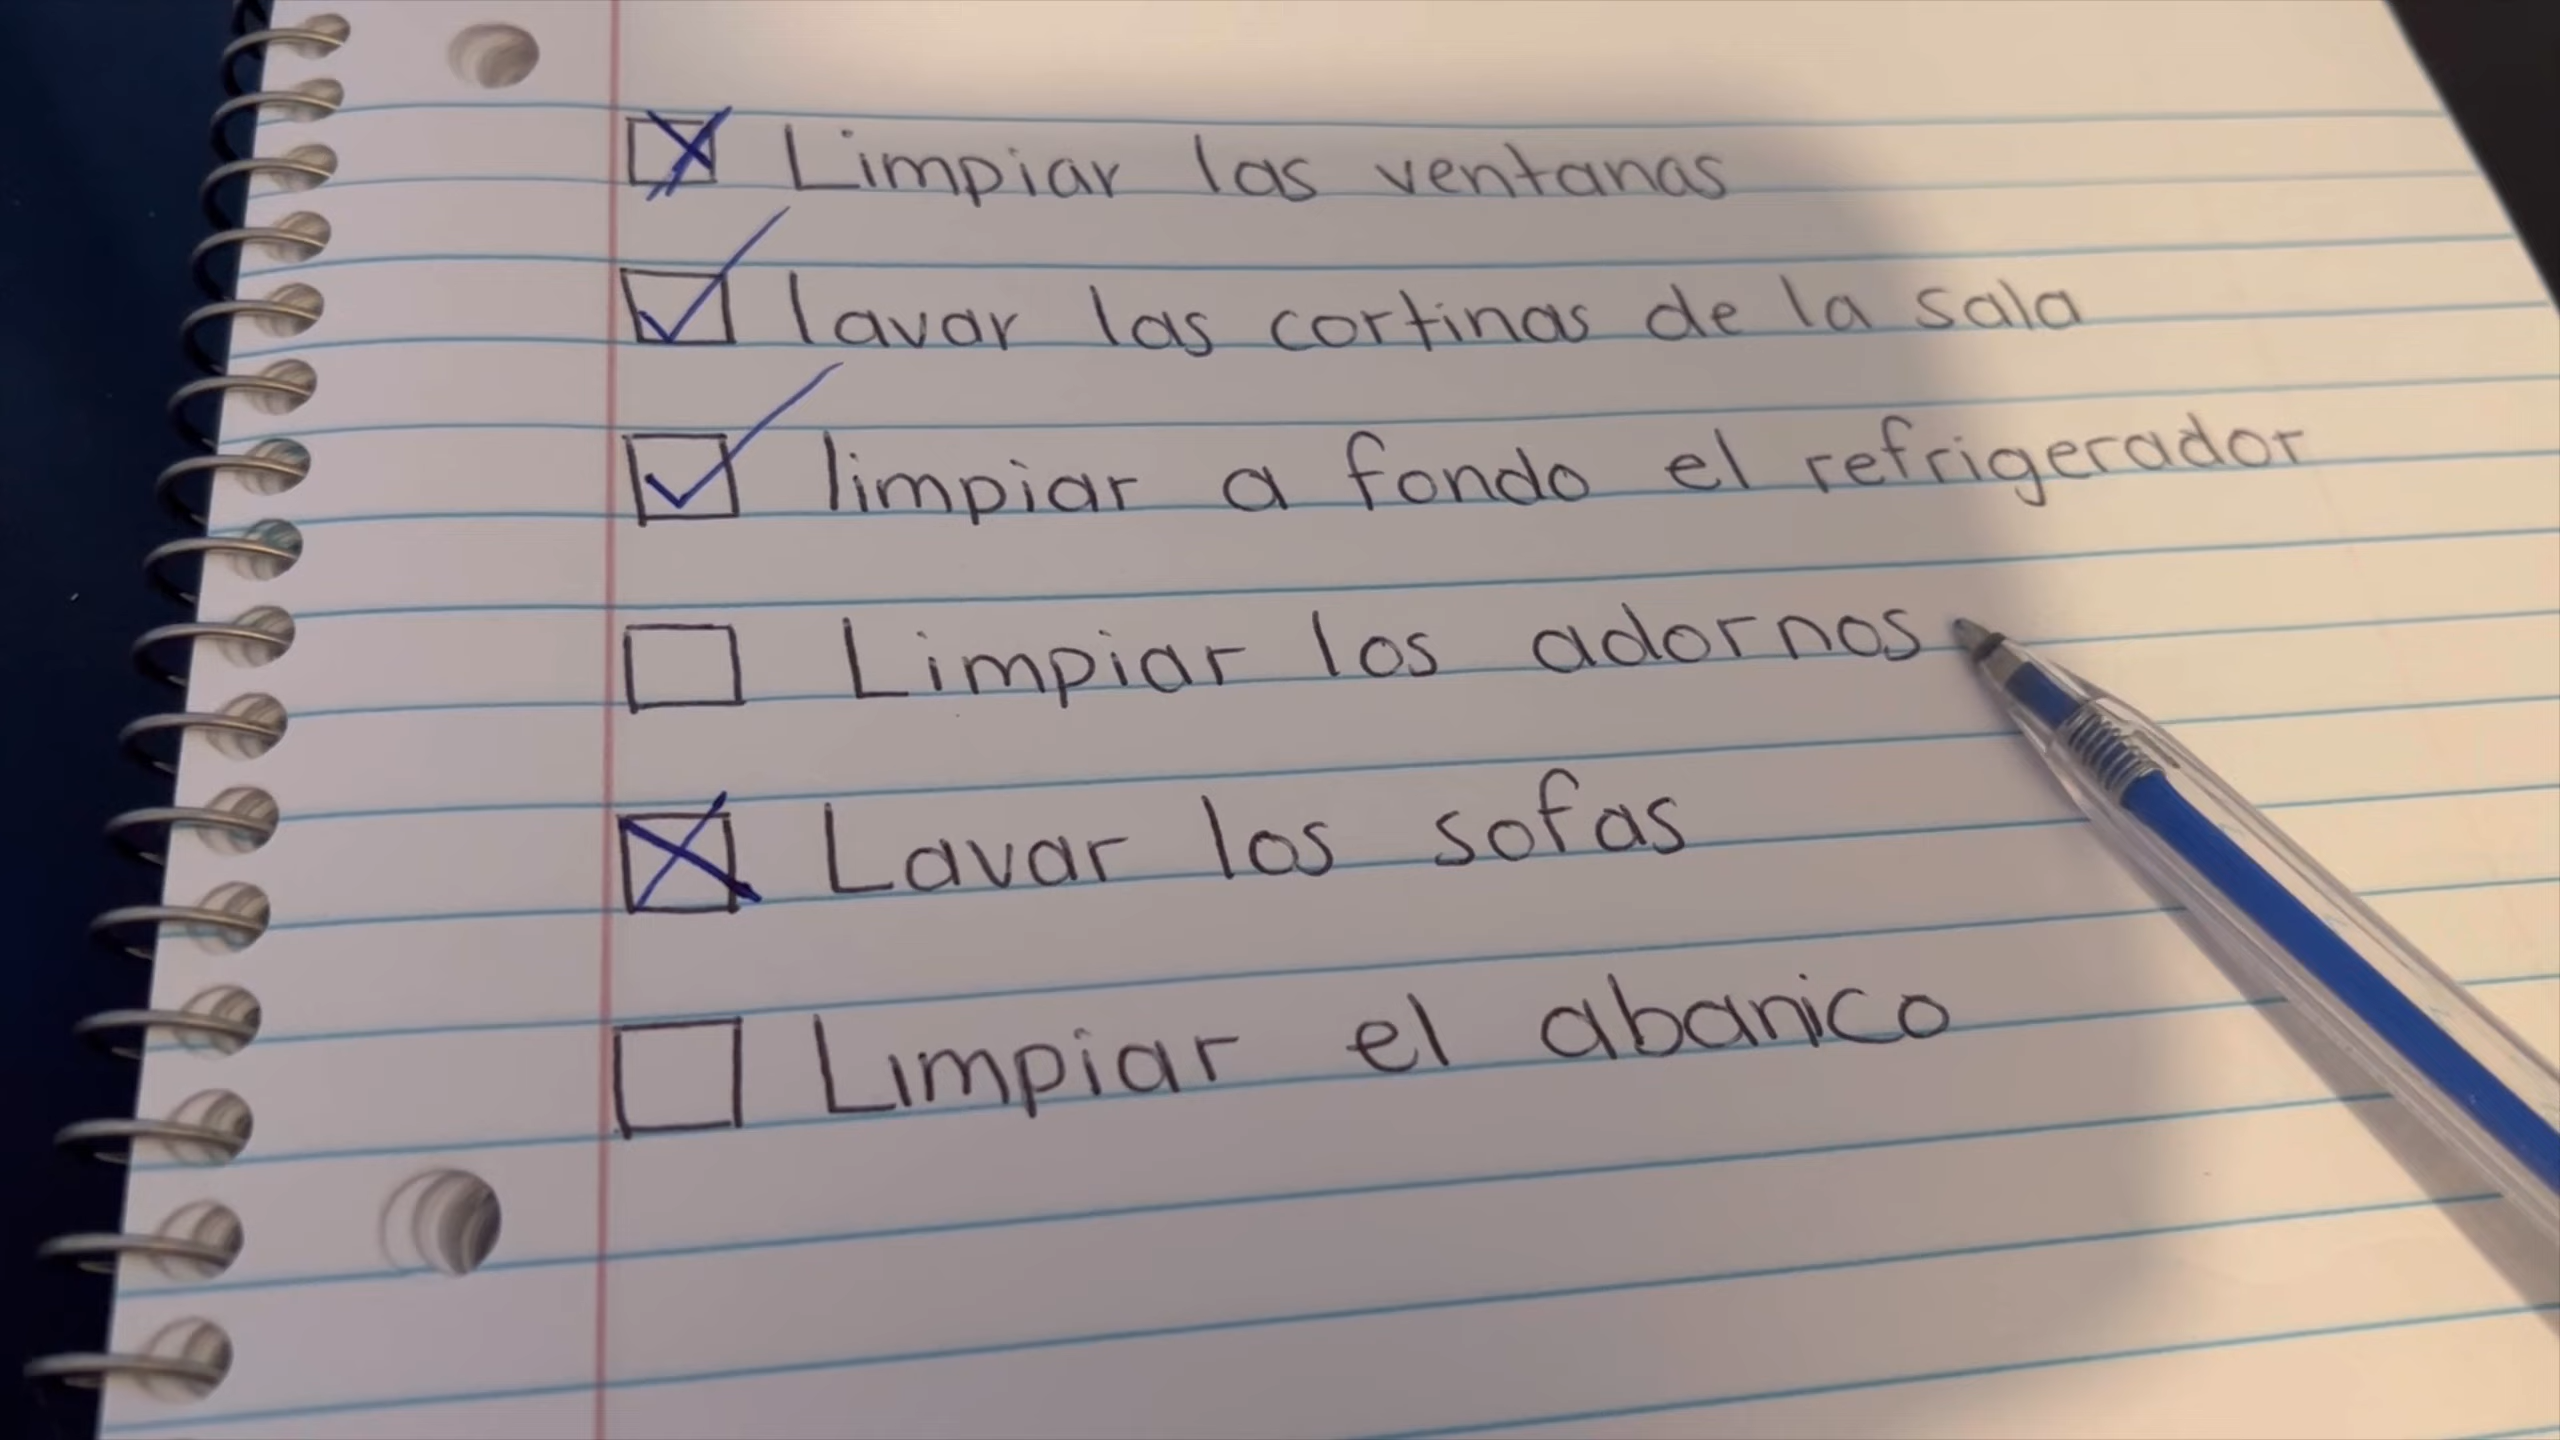 Limpiar las ventanas
lavar las cortinas de la sala
limpiar a fondo el refrigerador
Limpiar los adornos
Lavar los sofas
Limpiar el abanico